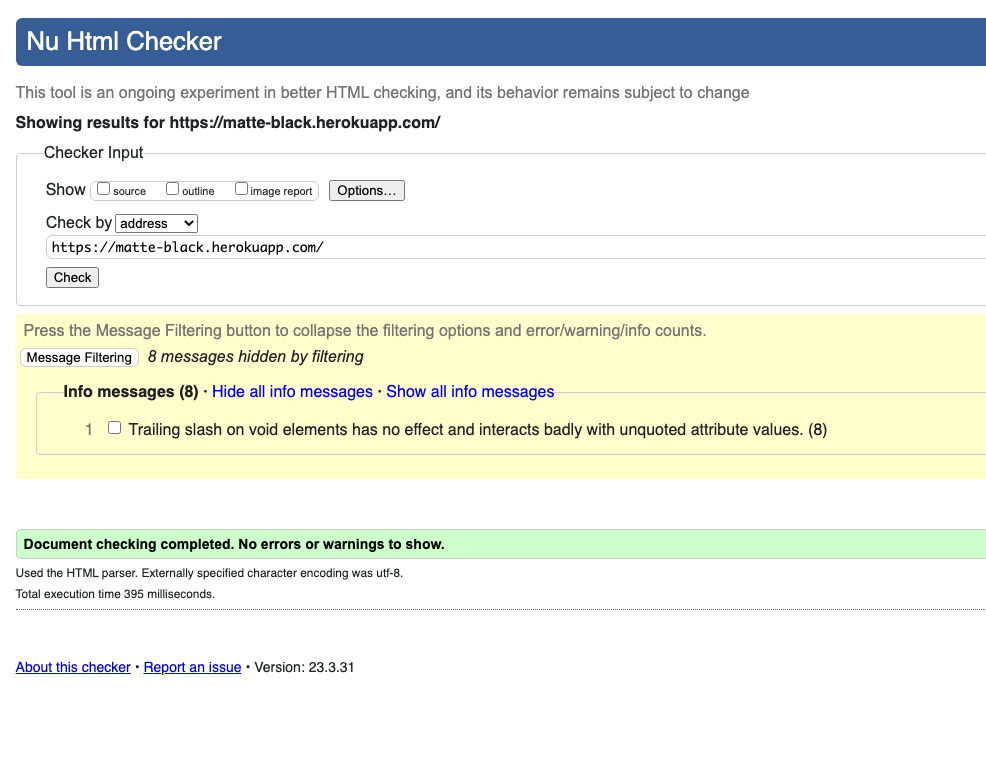 Nu Html Checker
This tool is an ongoing experiment in better HTML checking, and its behavior remains subject to change
Showing results for https://matte-black.herokuapp.com/
Checker Input
Show source outline image report Options…
Check by address
https://matte-black.herokuapp.com/
Check
Press the Message Filtering button to collapse the filtering options and error/warning/info counts.
Message Filtering 8 messages hidden by filtering
Info messages (8) · Hide all info messages · Show all info messages
1 Trailing slash on void elements has no effect and interacts badly with unquoted attribute values. (8)
Document checking completed. No errors or warnings to show.
Used the HTML parser. Externally specified character encoding was utf-8.
Total execution time 395 milliseconds.
About this checker • Report an issue • Version: 23.3.31